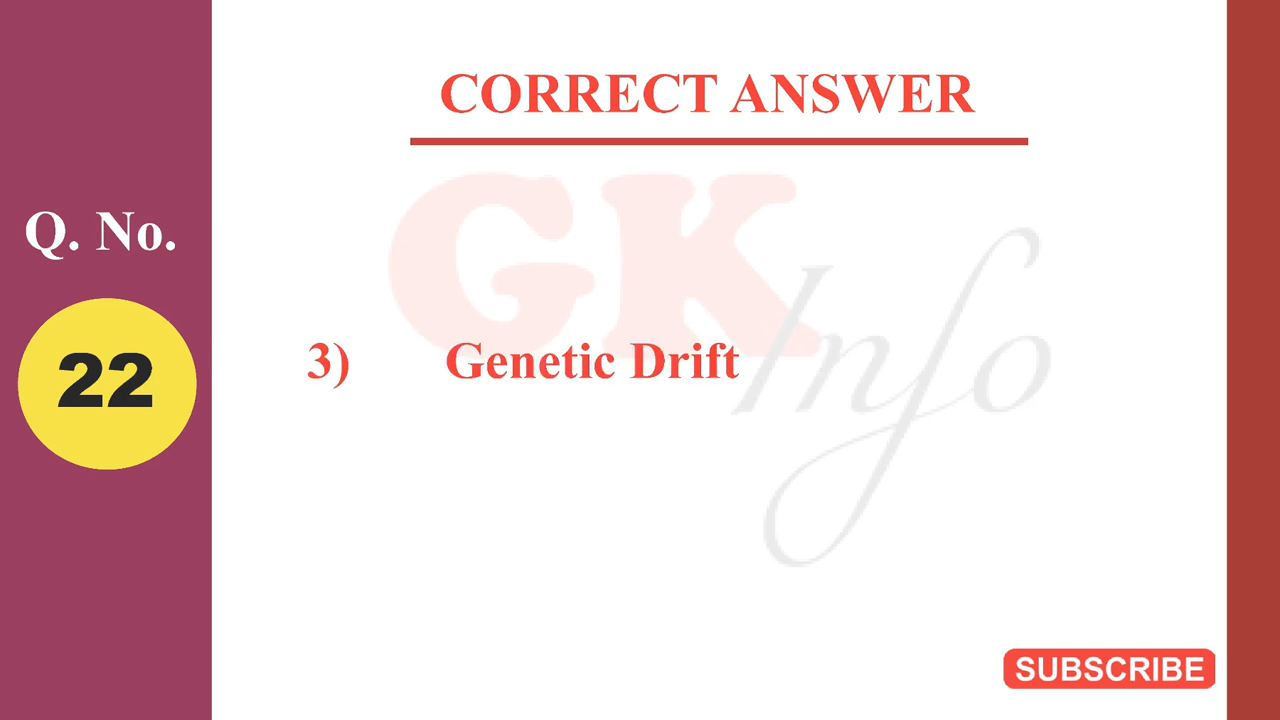 CORRECT ANSWER
GK Info
Q. No.
22
3) Genetic Drift
SUBSCRIBE